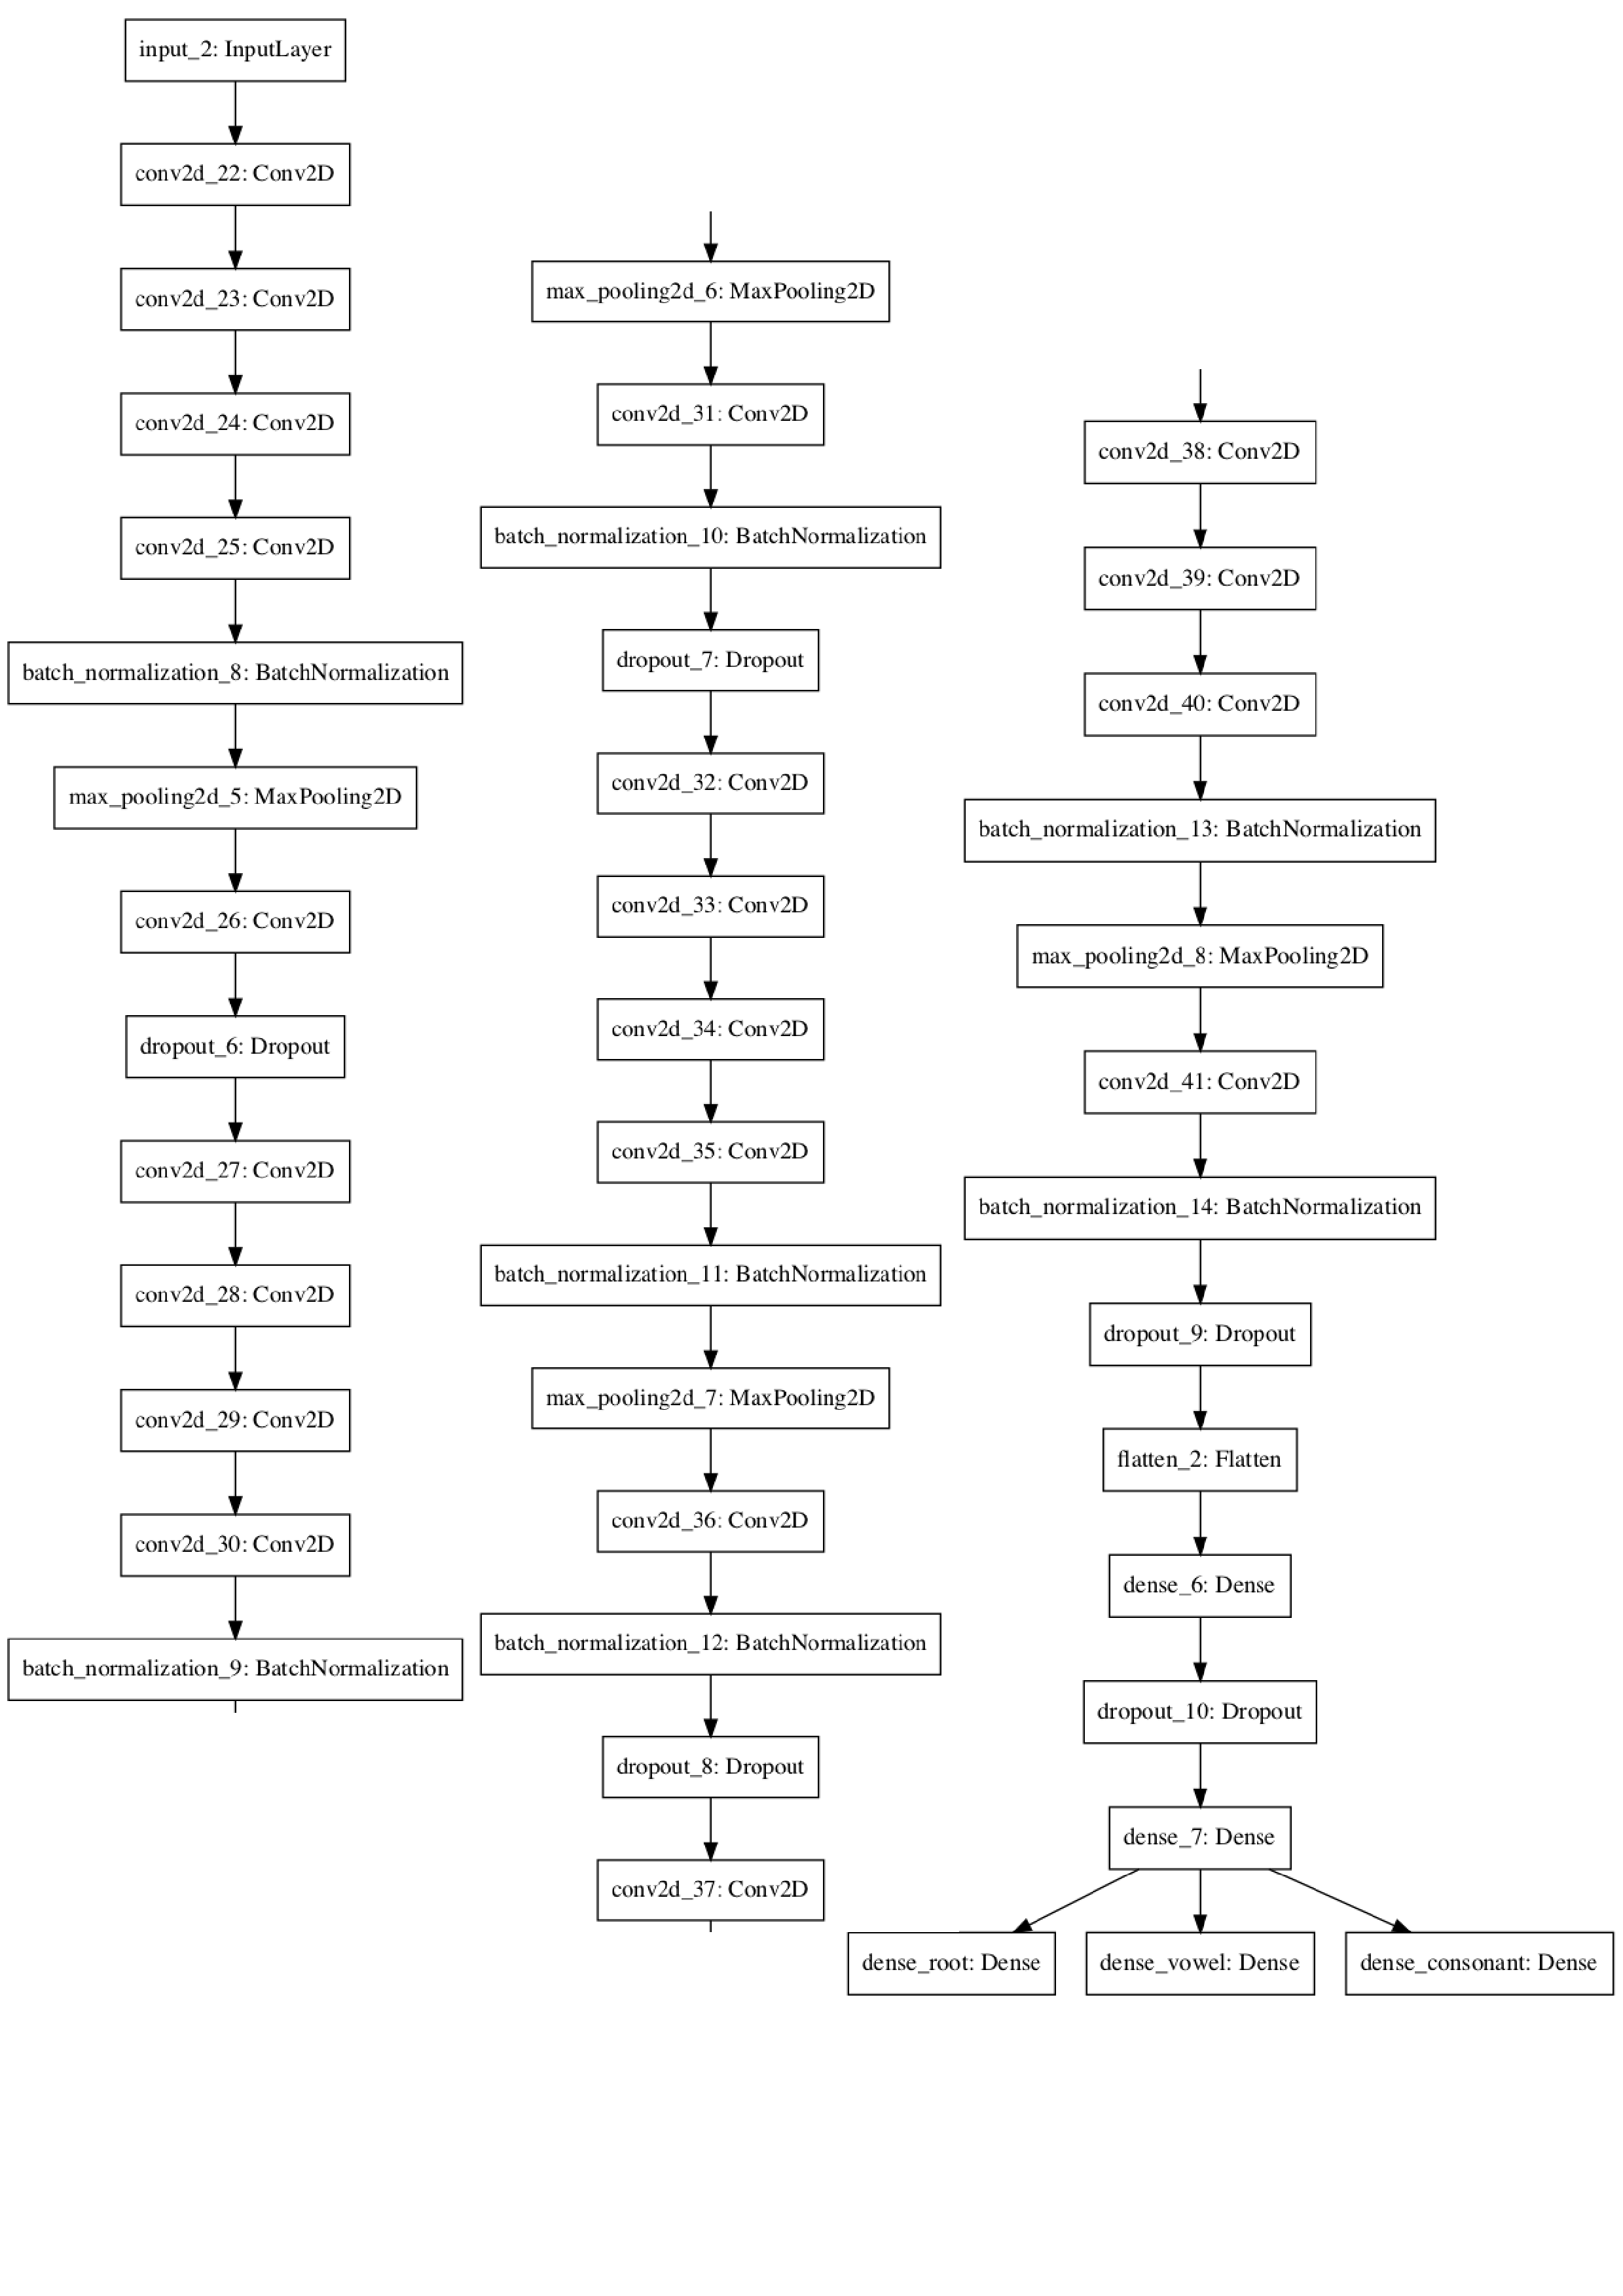 input_2: InputLayer
conv2d_22: Conv2D
conv2d_23: Conv2D
conv2d_24: Conv2D
conv2d_25: Conv2D
batch_normalization_8: BatchNormalization
max_pooling2d_5: MaxPooling2D
conv2d_26: Conv2D
dropout_6: Dropout
conv2d_27: Conv2D
conv2d_28: Conv2D
conv2d_29: Conv2D
conv2d_30: Conv2D
batch_normalization_9: BatchNormalization
max_pooling2d_6: MaxPooling2D
conv2d_31: Conv2D
batch_normalization_10: BatchNormalization
dropout_7: Dropout
conv2d_32: Conv2D
conv2d_33: Conv2D
conv2d_34: Conv2D
conv2d_35: Conv2D
batch_normalization_11: BatchNormalization
max_pooling2d_7: MaxPooling2D
conv2d_36: Conv2D
batch_normalization_12: BatchNormalization
dropout_8: Dropout
conv2d_37: Conv2D
conv2d_38: Conv2D
conv2d_39: Conv2D
conv2d_40: Conv2D
batch_normalization_13: BatchNormalization
max_pooling2d_8: MaxPooling2D
conv2d_41: Conv2D
batch_normalization_14: BatchNormalization
dropout_9: Dropout
flatten_2: Flatten
dense_6: Dense
dropout_10: Dropout
dense_7: Dense
dense_root: Dense
dense_vowel: Dense
dense_consonant: Dense